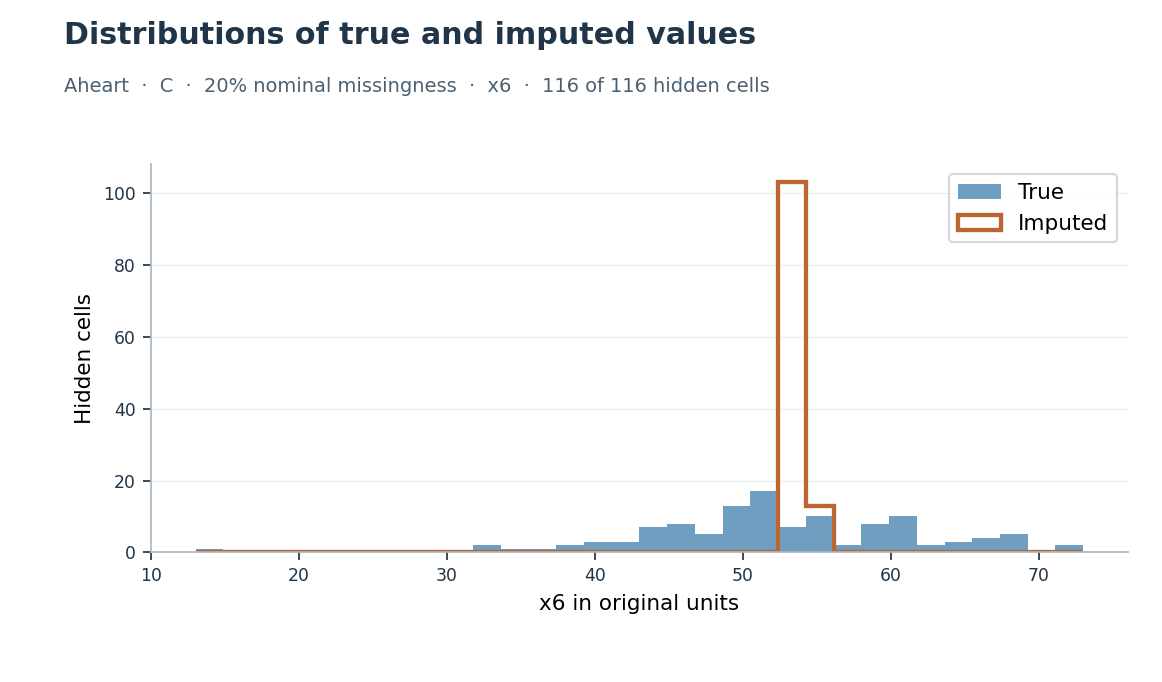 Distributions of true and imputed values
Aheart · C · 20% nominal missingness · x6 · 116 of 116 hidden cells
True
Imputed
Hidden cells
100
80
60
40
20
0
10 20 30 40 50 60 70
x6 in original units